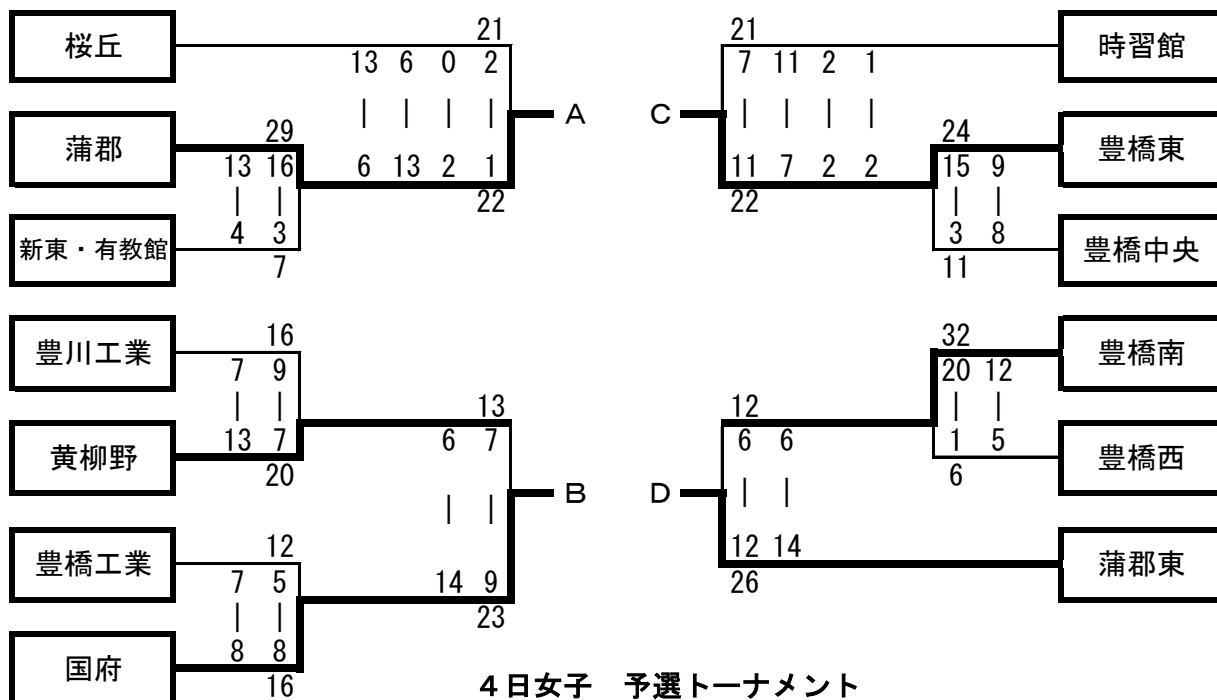 桜丘 21 21 時習館
13 6 0 2 7 11 2 1
| | | | A C | | | |
蒲郡 29 24 豊橋東
13 16 6 13 2 1 11 7 2 2 15 9
| | 22 22 | |
新東・有教館 4 3 3 8 豊橋中央
7 11
豊川工業 16 32 豊橋南
7 9 20 12
| | 13 12 | |
黄柳野 13 7 6 7 6 6 1 5 豊橋西
20 6
| | B D | |
豊橋工業 12 12 14 蒲郡東
7 5 14 9 26
| | 23
国府 8 8
16
4日女子 予選トーナメント